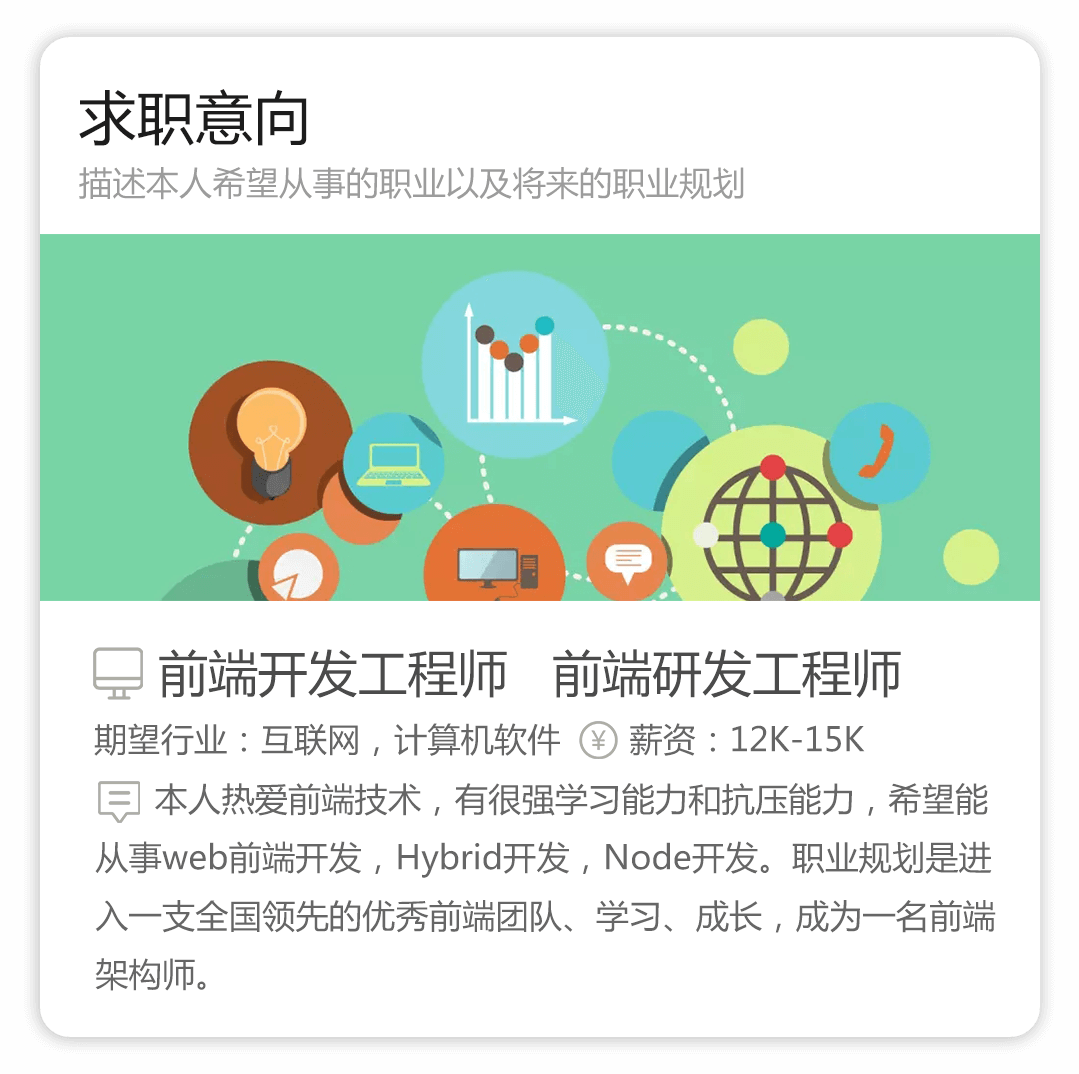 求职意向
描述本人希望从事的职业以及将来的职业规划
前端开发工程师 前端研发工程师
期望行业：互联网，计算机软件 ¥ 薪资：12K-15K
本人热爱前端技术，有很强学习能力和抗压能力，希望能
从事web前端开发，Hybrid开发，Node开发。职业规划是进
入一支全国领先的优秀前端团队、学习、成长，成为一名前端
架构师。